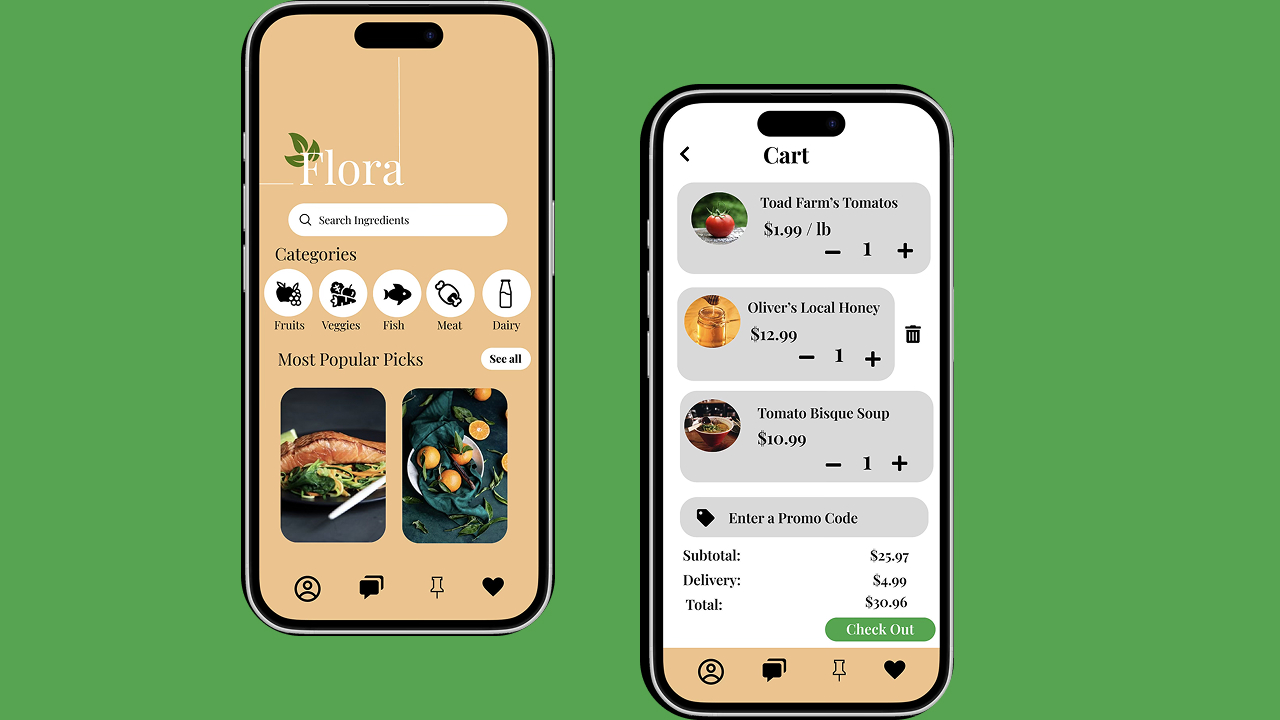 Flora
Search Ingredients
Categories
Fruits Veggies Fish Meat Dairy
Most Popular Picks See all
Cart
Toad Farm's Tomatos
$1.99 / lb
1
Oliver's Local Honey
$12.99
1
Tomato Bisque Soup
$10.99
1
Enter a Promo Code
Subtotal: $25.97
Delivery: $4.99
Total: $30.96
Check Out